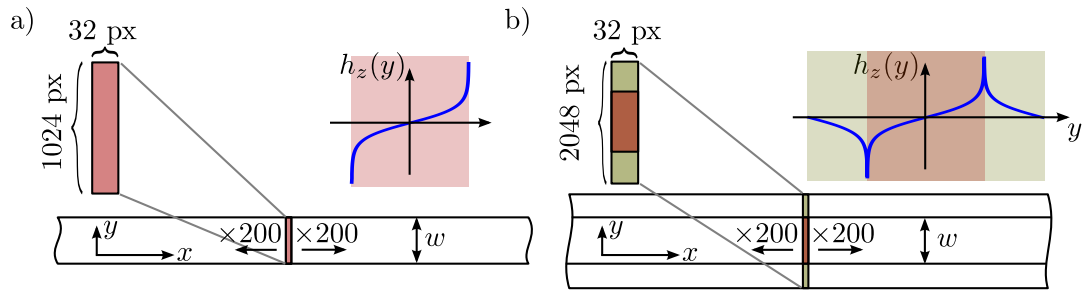 a)
32 px
1024 px
h_z(y)
y
x
×200
×200
w
b)
32 px
2048 px
h_z(y)
y
y
x
×200
×200
w